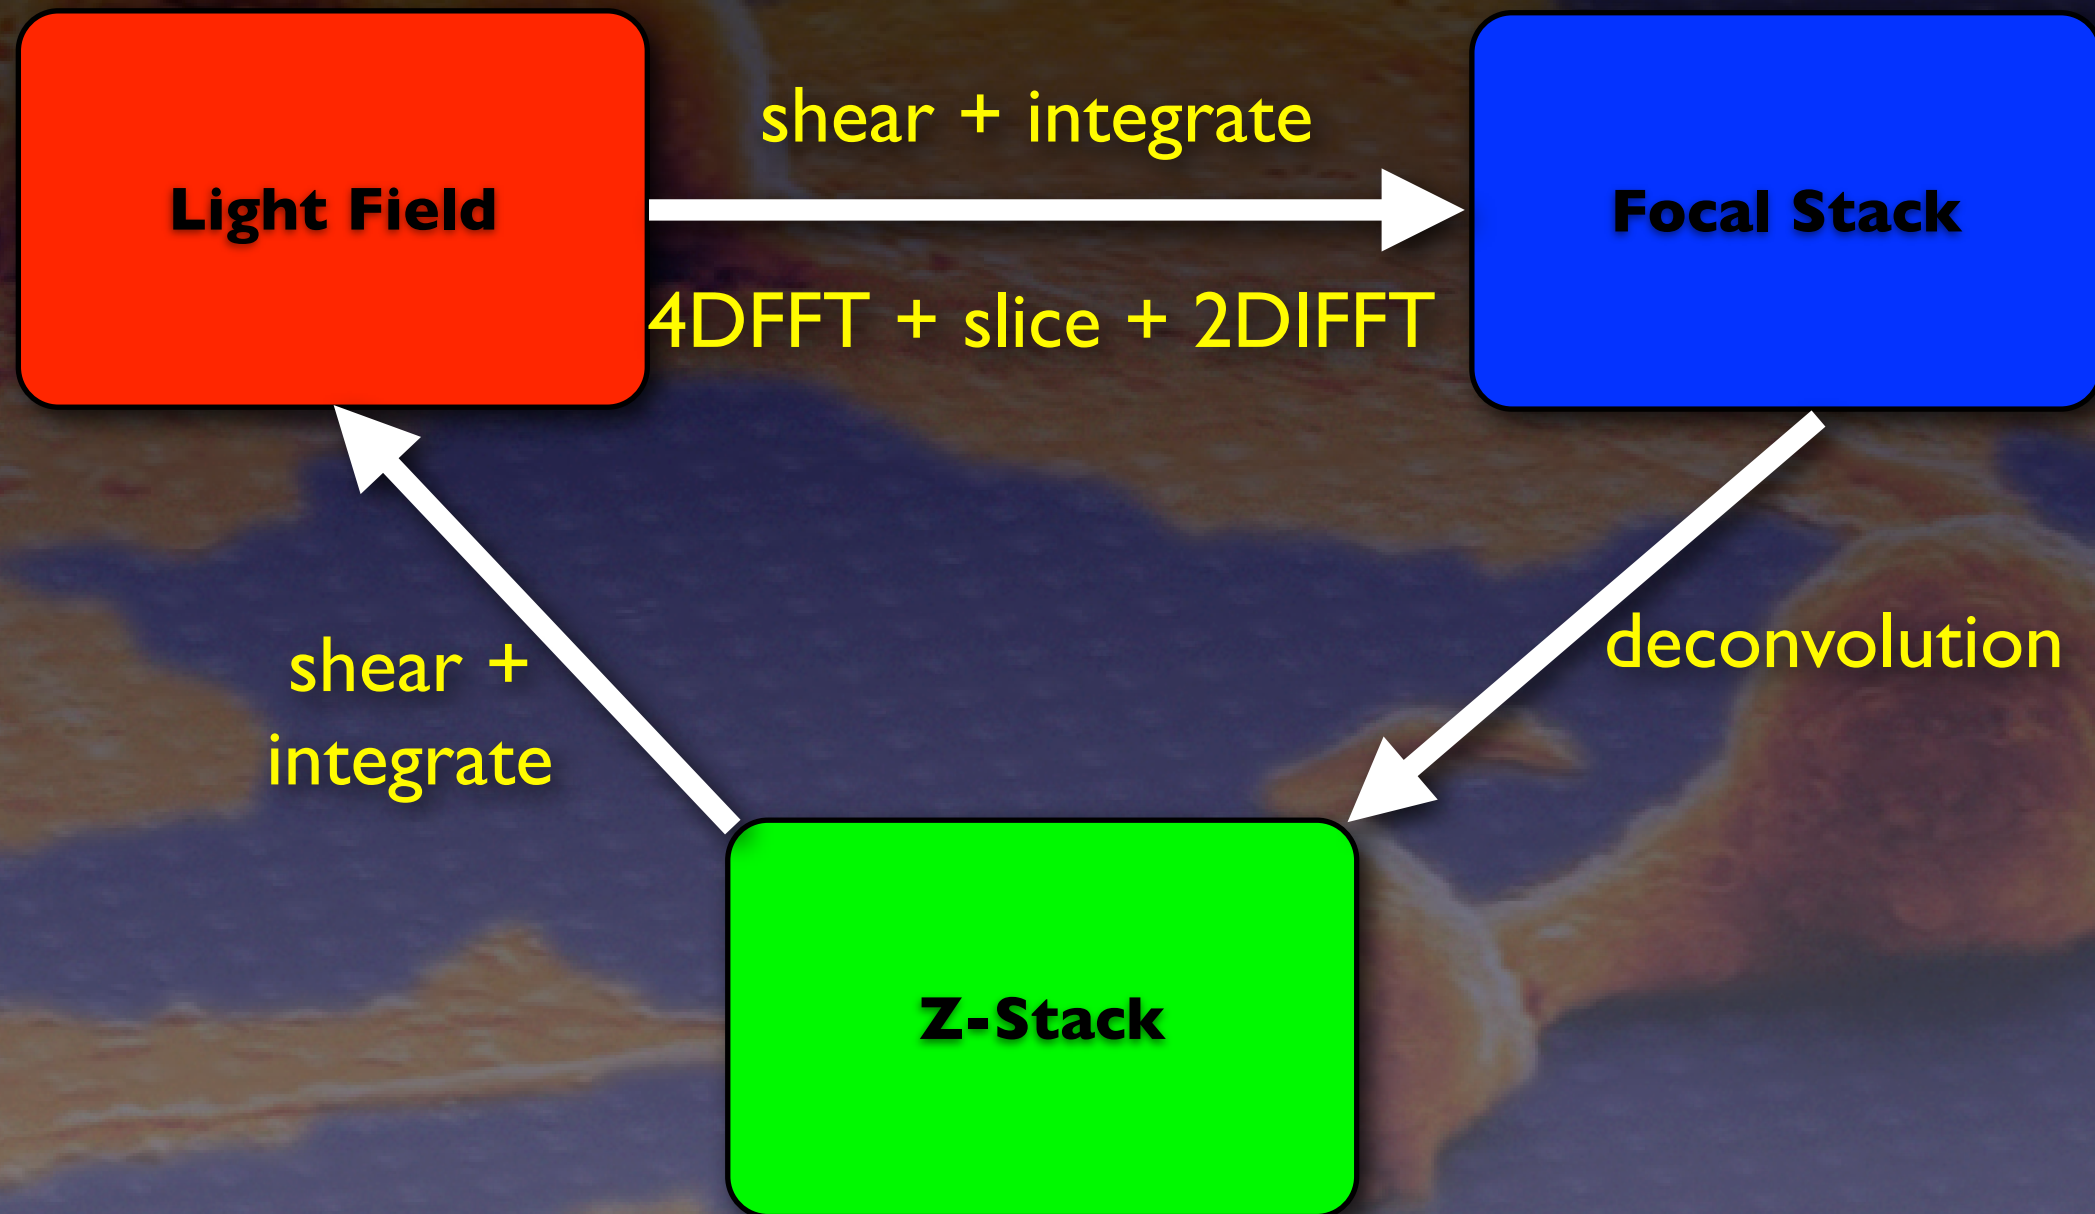 shear + integrate
Light Field
Focal Stack
4DFFT + slice + 2DIFFT
deconvolution
shear +
integrate
Z-Stack